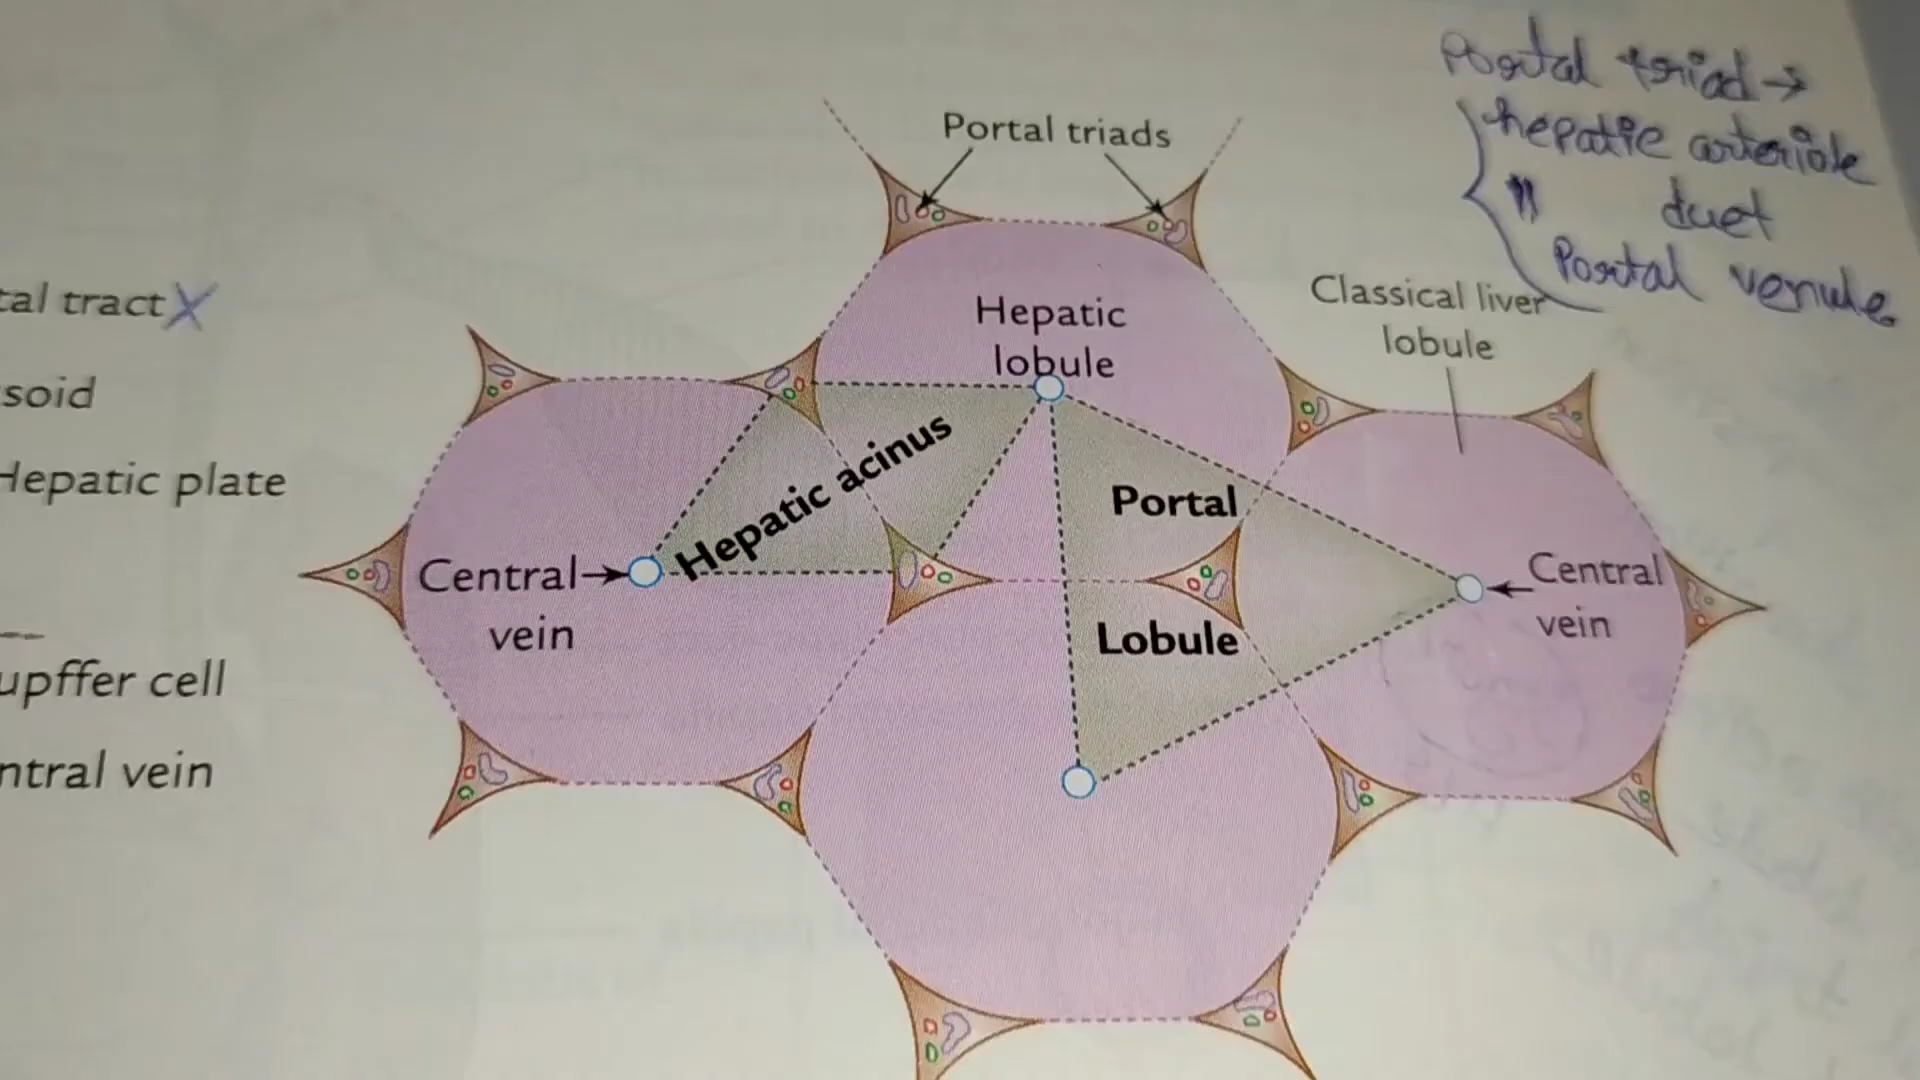 Portal triad →
hepatic arteriole
" duct
Portal venule
Portal triads
Classical liver
lobule
Hepatic
lobule
tal tract X
soid
Hepatic plate
upffer cell
ntral vein
Hepatic acinus
Portal
Lobule
Central
vein
Central
vein